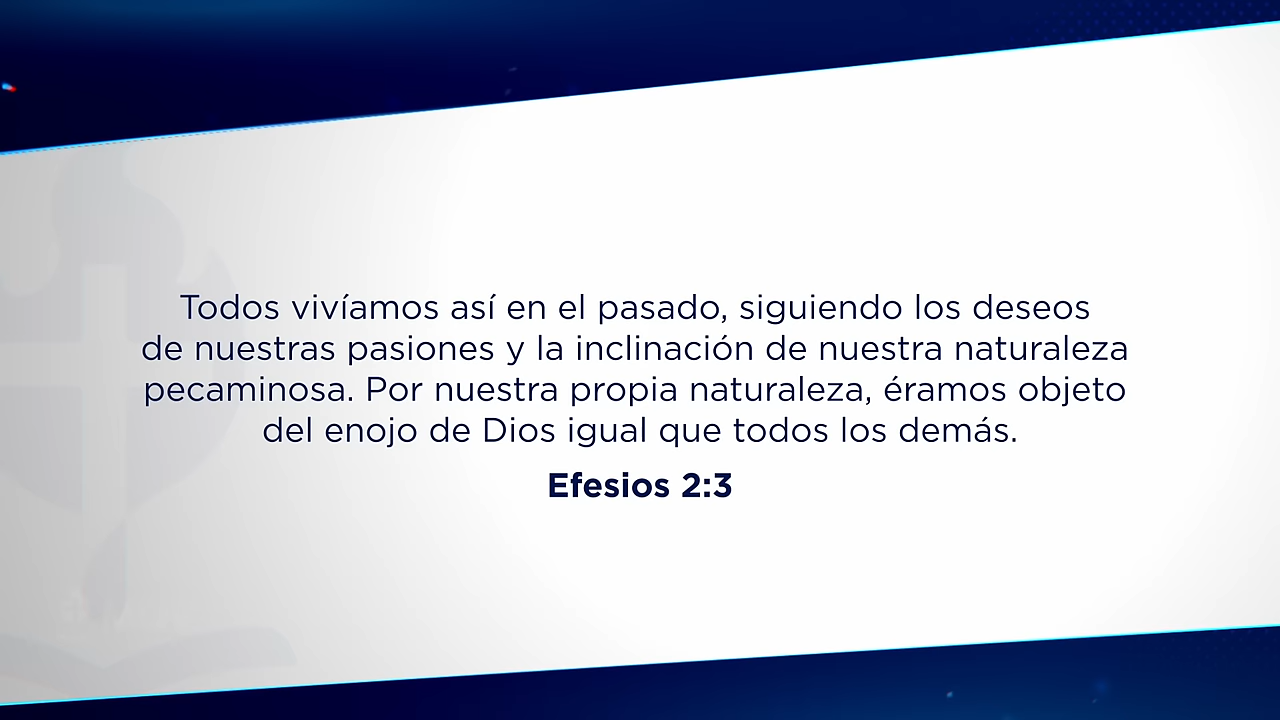 Todos vivíamos así en el pasado, siguiendo los deseos
de nuestras pasiones y la inclinación de nuestra naturaleza
pecaminosa. Por nuestra propia naturaleza, éramos objeto
del enojo de Dios igual que todos los demás.
Efesios 2:3